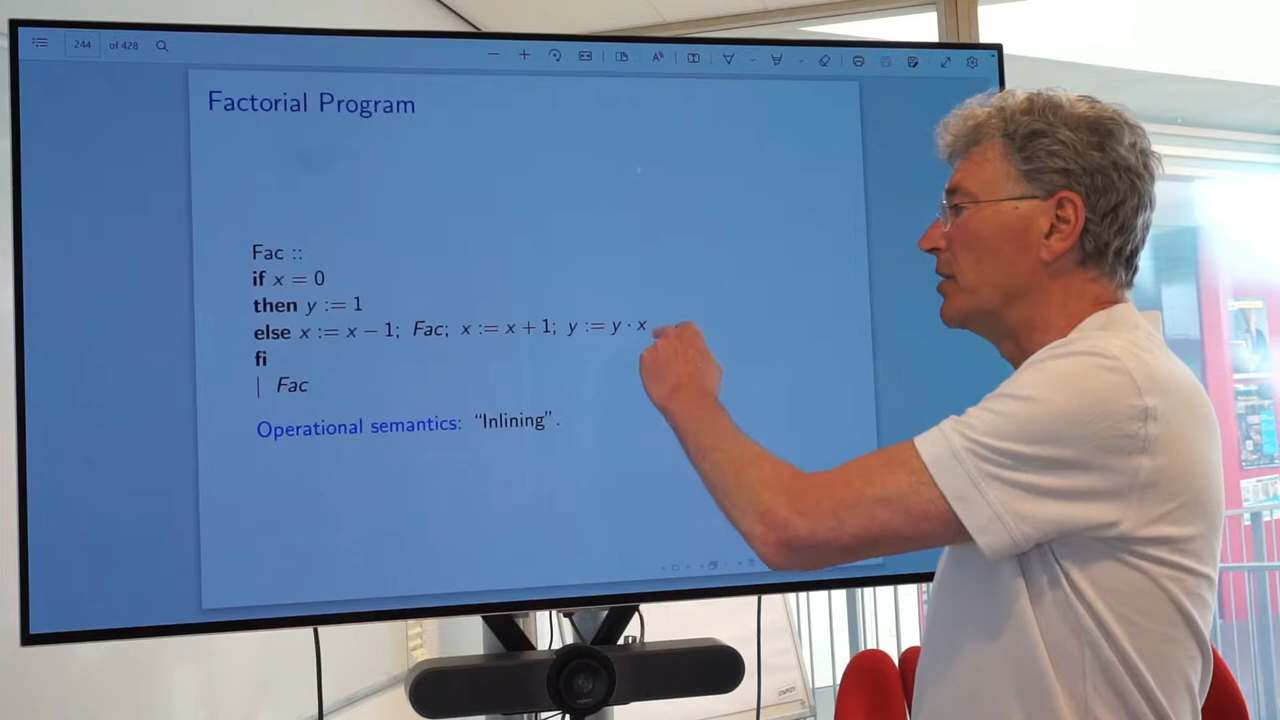 244 of 428
Factorial Program
Fac ::
if x = 0
then y := 1
else x := x − 1; Fac; x := x + 1; y := y · x
fi
| Fac
Operational semantics: “Inlining”.